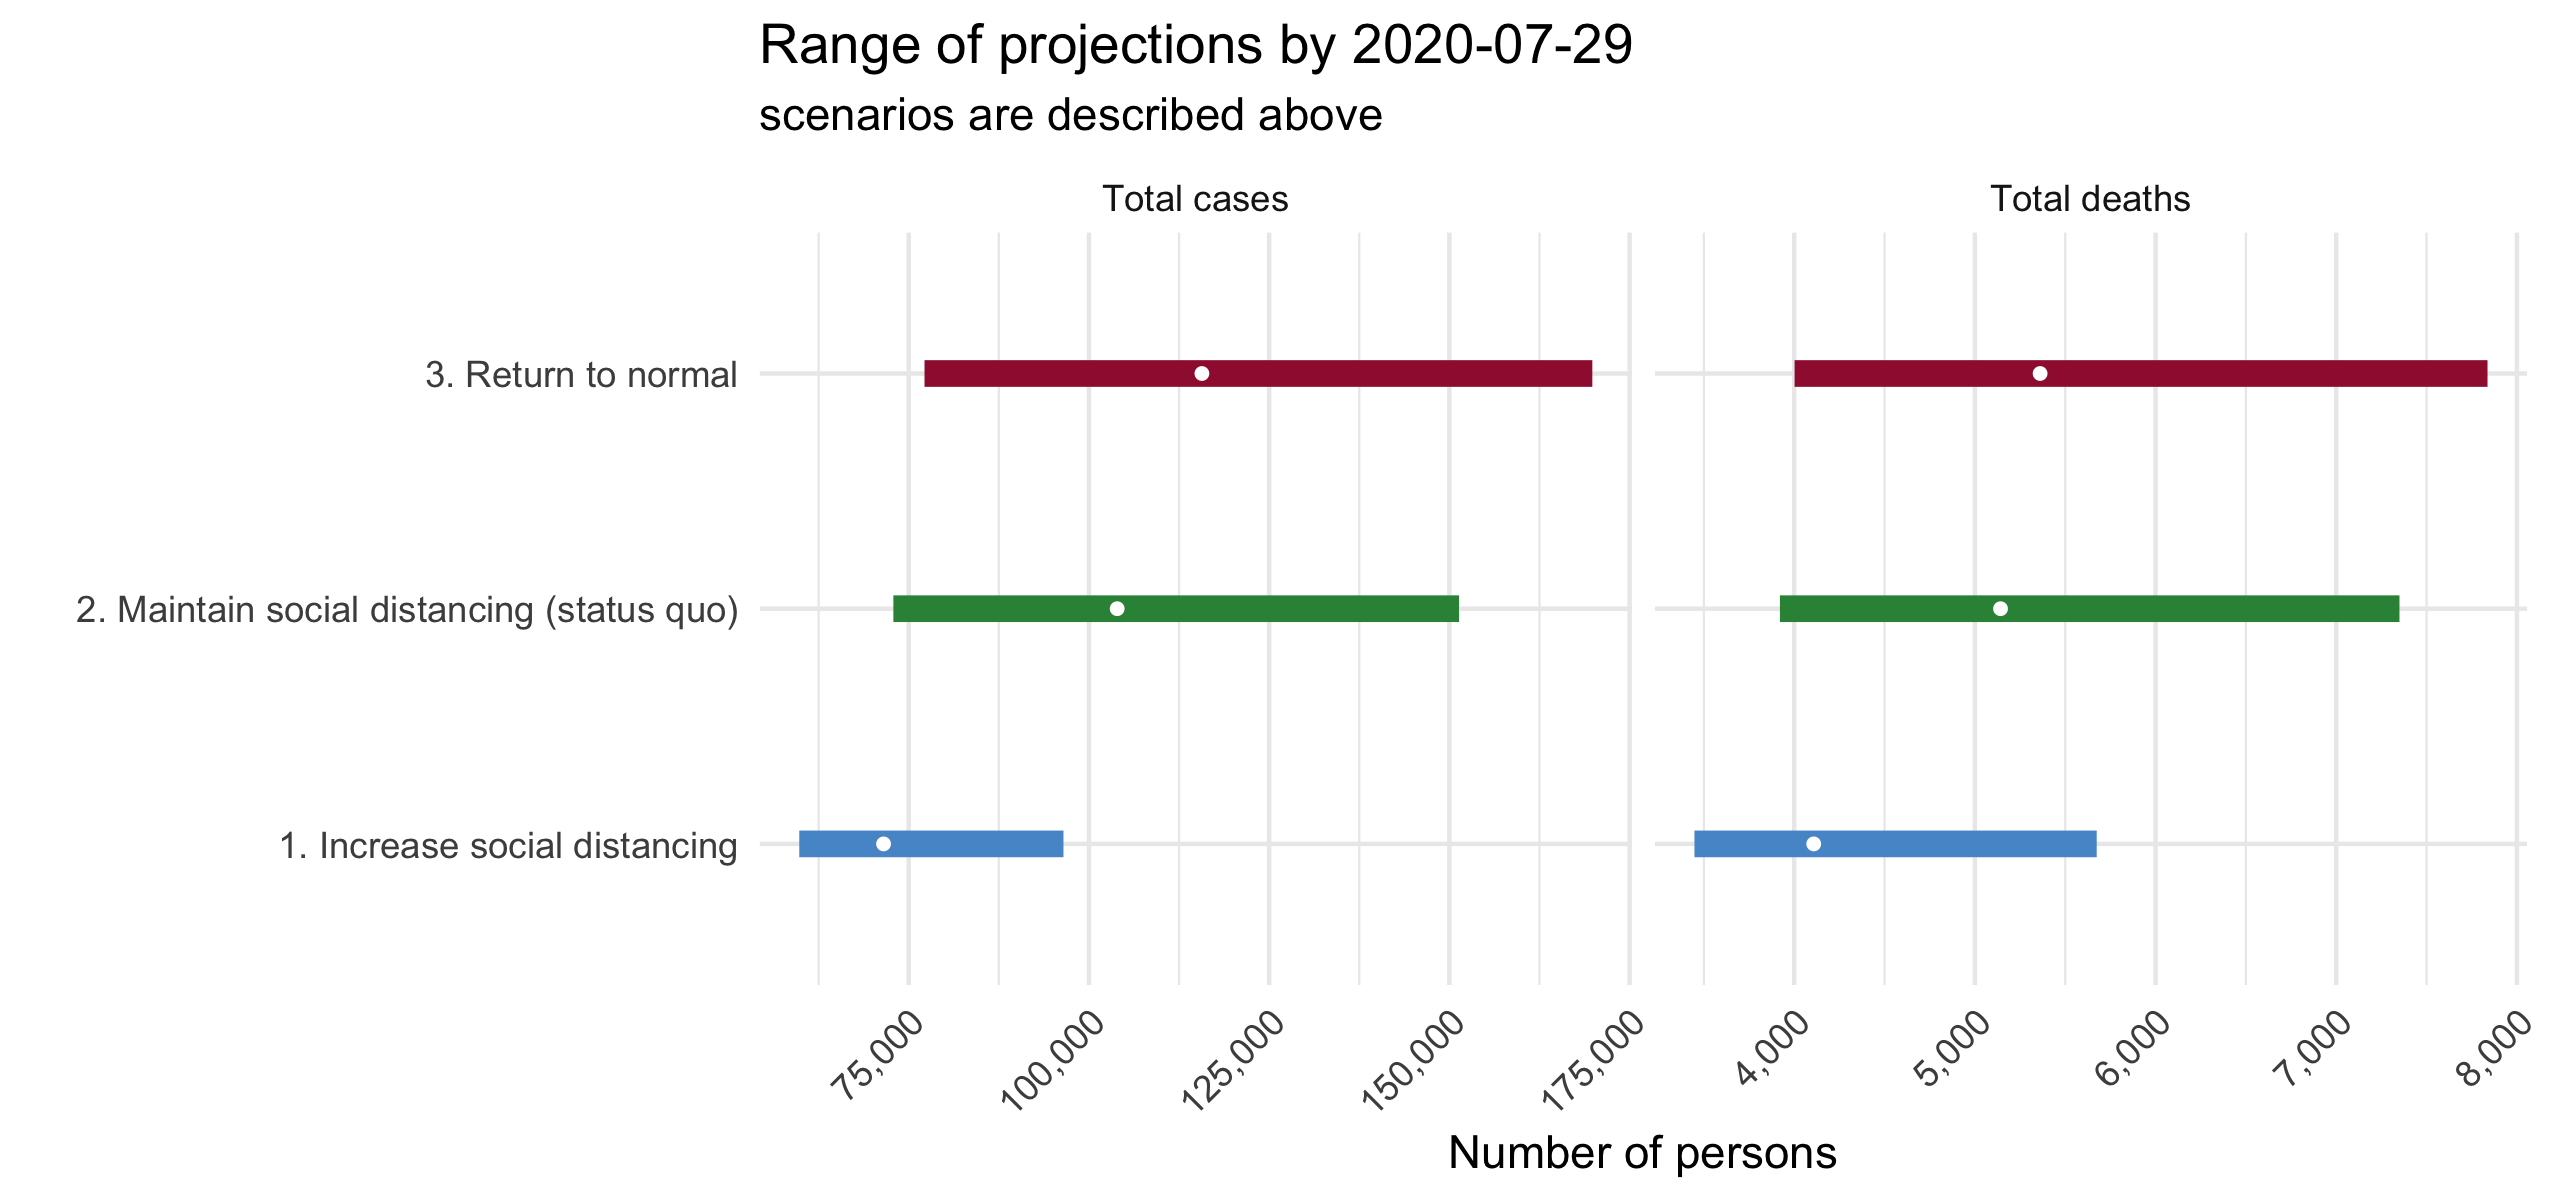 Range of projections by 2020-07-29
scenarios are described above
Total cases
Total deaths
3. Return to normal
2. Maintain social distancing (status quo)
1. Increase social distancing
75,000
100,000
125,000
150,000
175,000
4,000
5,000
6,000
7,000
8,000
Number of persons